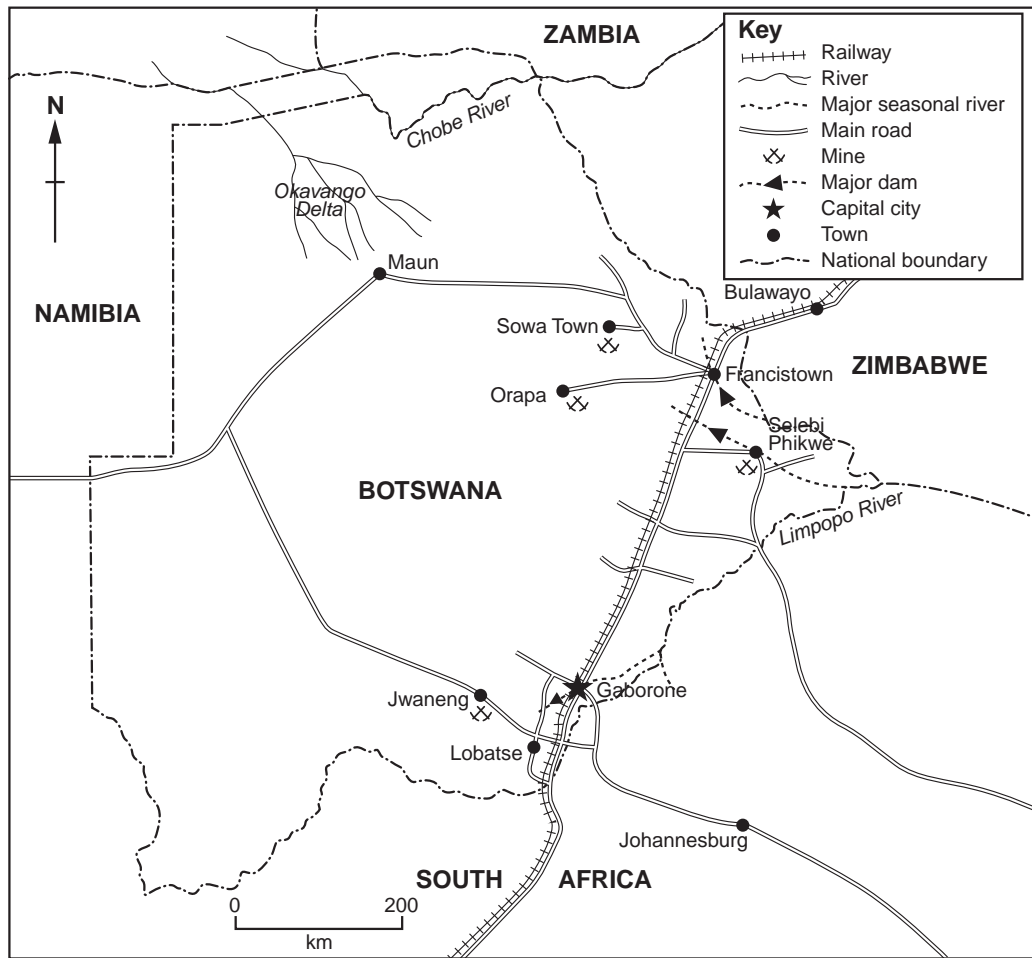 ZAMBIA
Key
Railway
River
Major seasonal river
Main road
Mine
Major dam
Capital city
Town
National boundary
N
Chobe River
Okavango
Delta
Maun
NAMIBIA
Bulawayo
Sowa Town
ZIMBABWE
Francistown
Orapa
Selebi
Phikwe
BOTSWANA
Limpopo River
Gaborone
Jwaneng
Lobatse
Johannesburg
SOUTH AFRICA
0 200
km